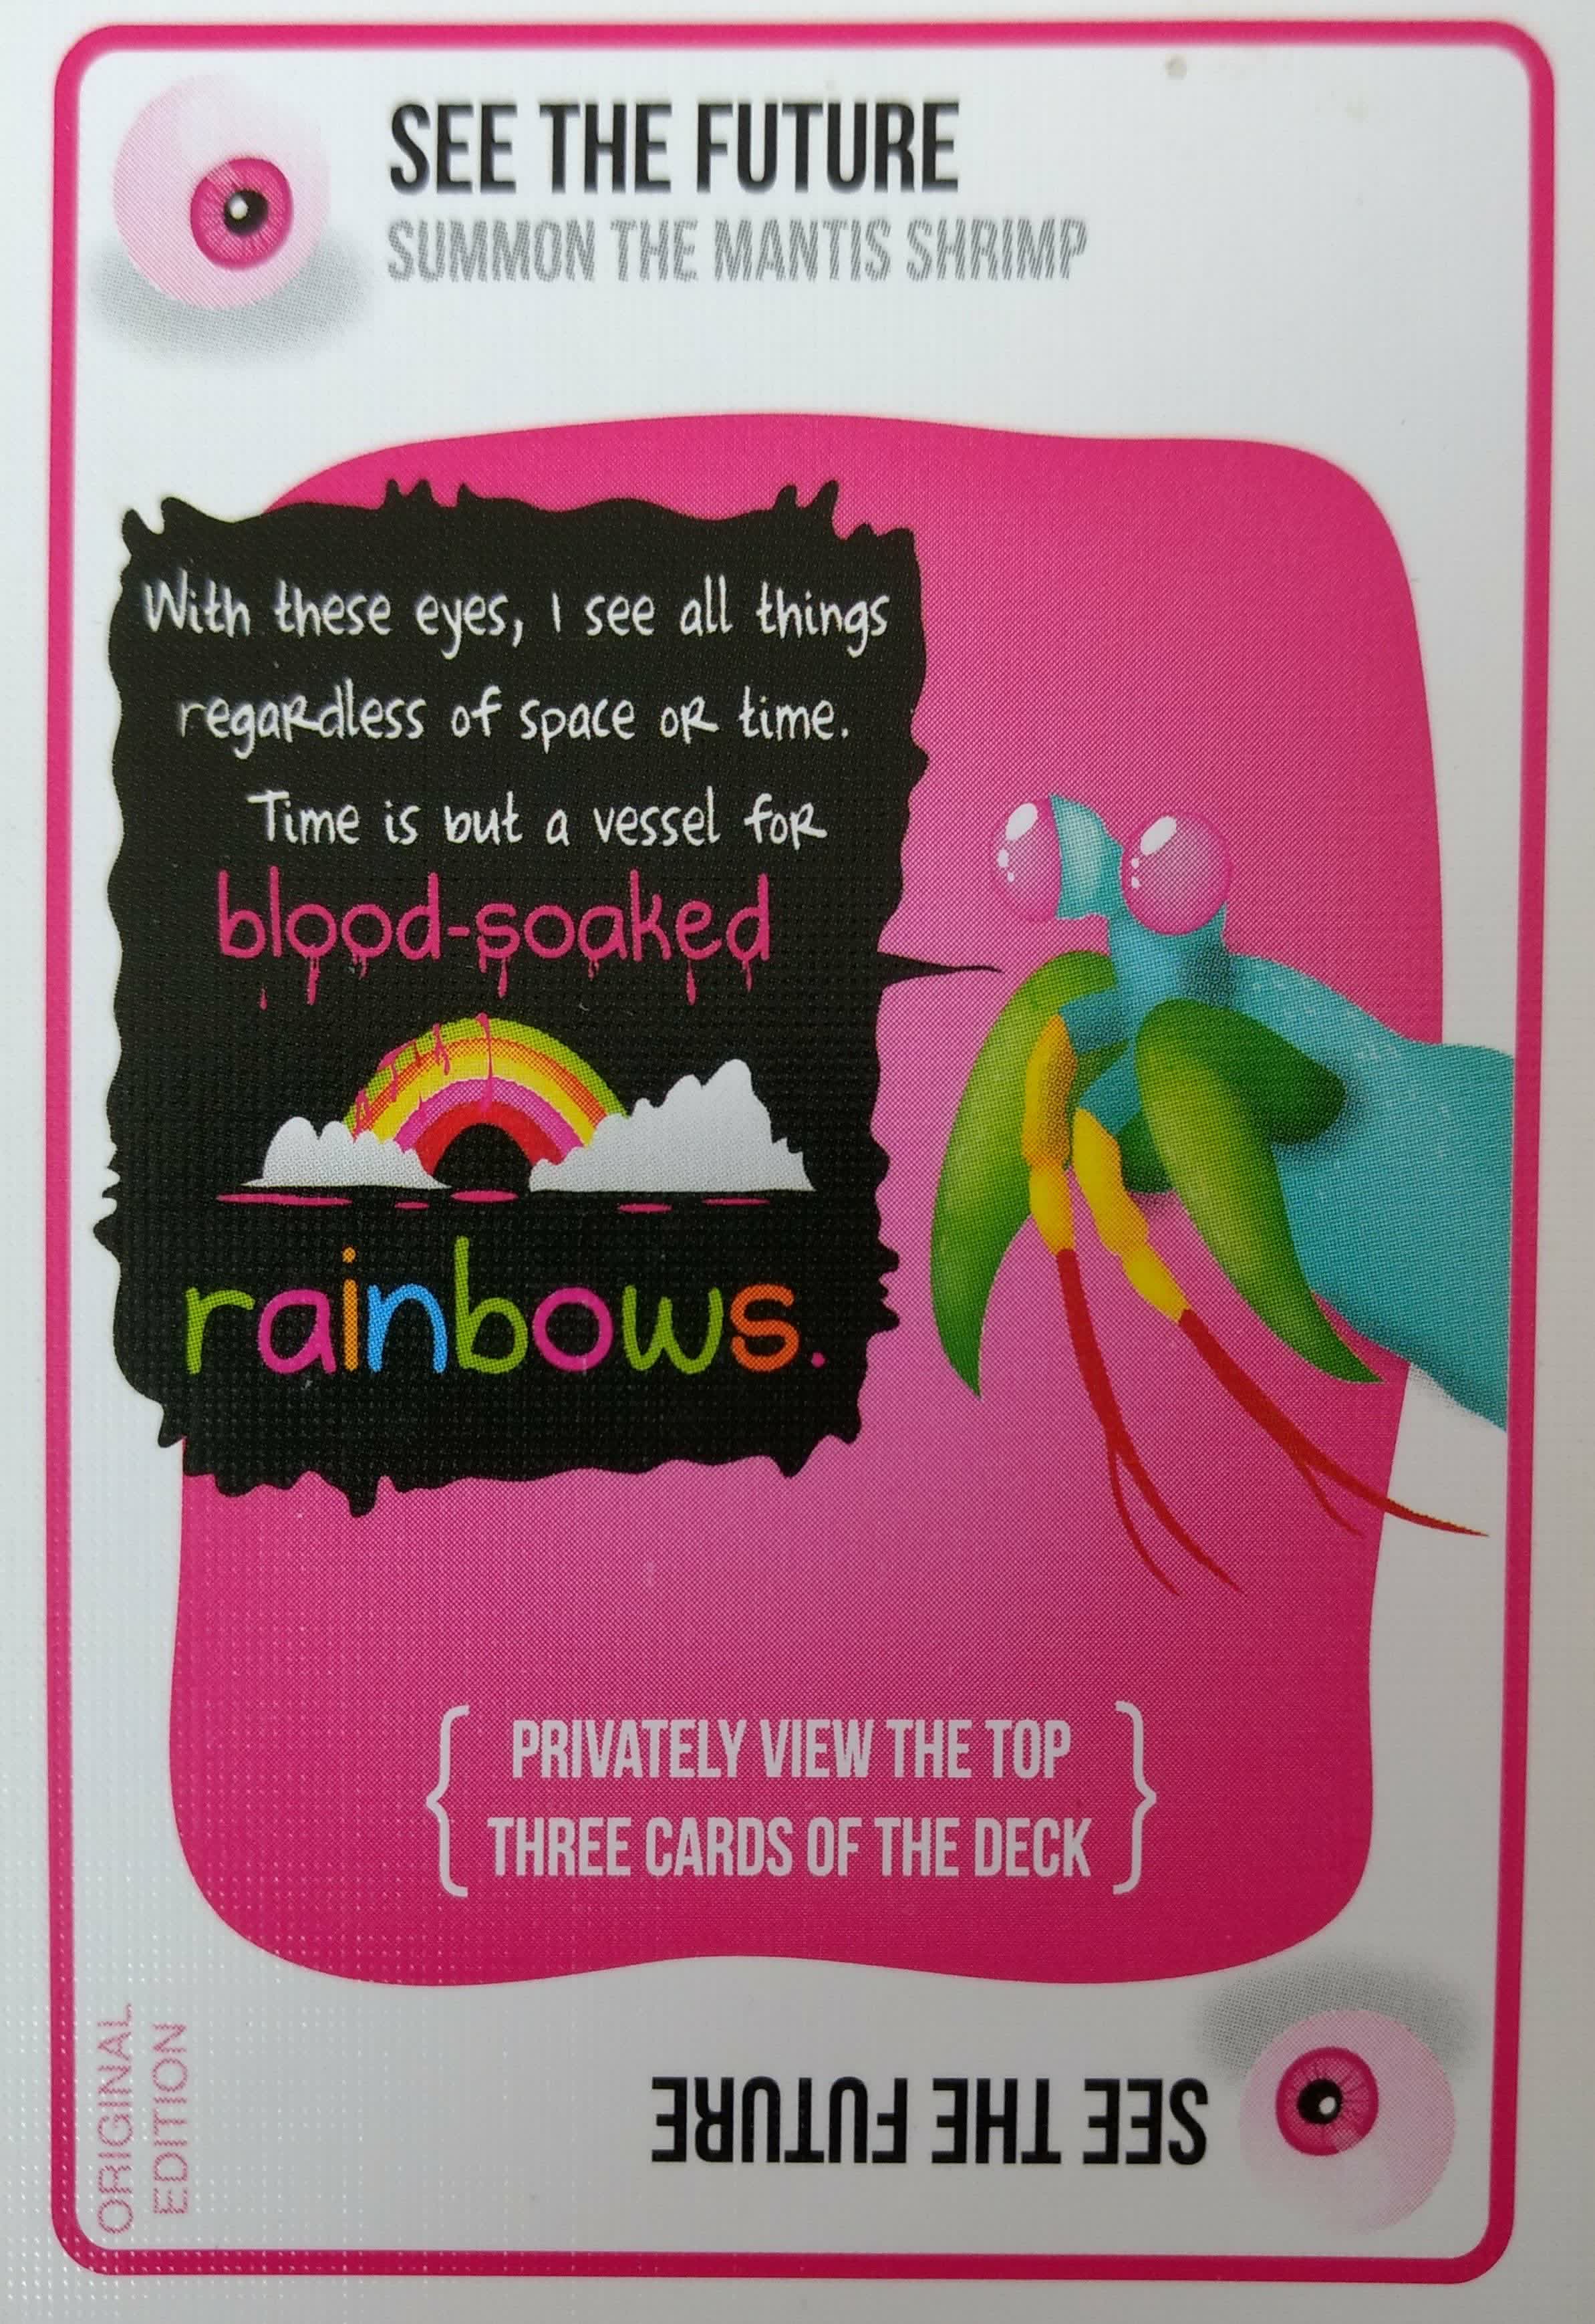 SEE THE FUTURE
SUMMON THE MANTIS SHRIMP
With these eyes, I see all things
regardless of space or time.
Time is but a vessel for
blood-soaked
rainbows.
{ PRIVATELY VIEW THE TOP
THREE CARDS OF THE DECK }
ORIGINAL
EDITION
SEE THE FUTURE